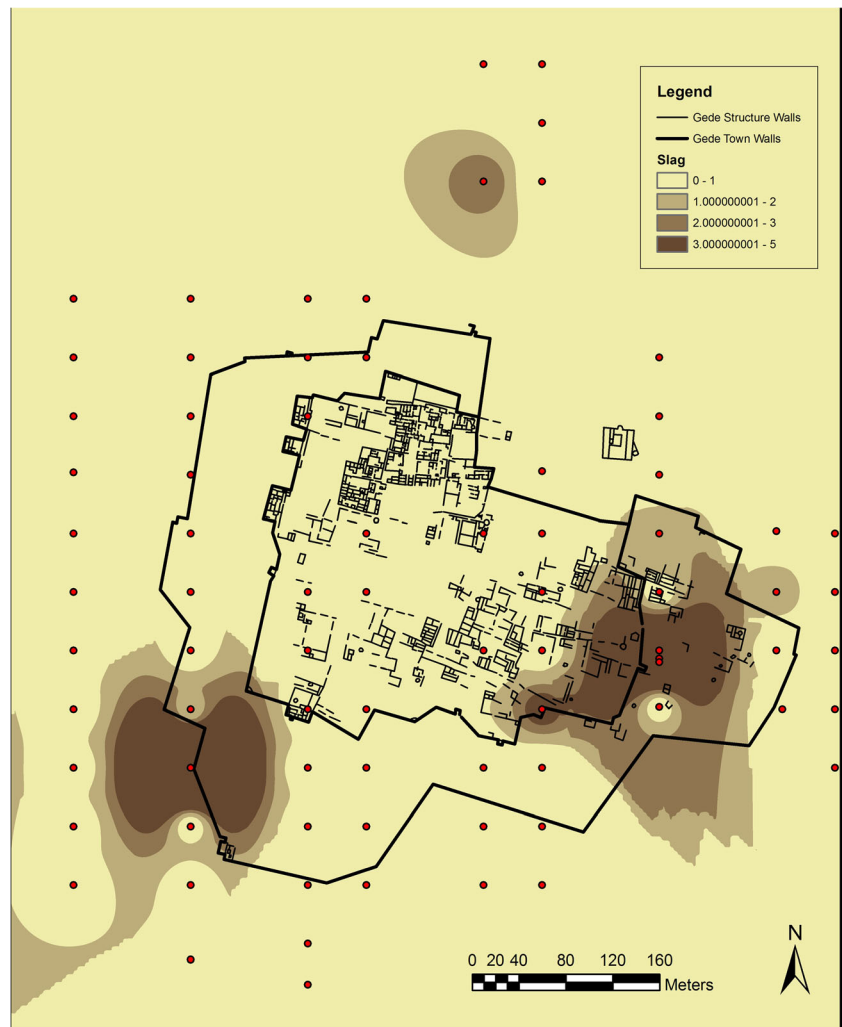 Legend
Gede Structure Walls
Gede Town Walls
Slag
0 - 1
1.000000001 - 2
2.000000001 - 3
3.000000001 - 5
N
0 20 40 80 120 160
Meters